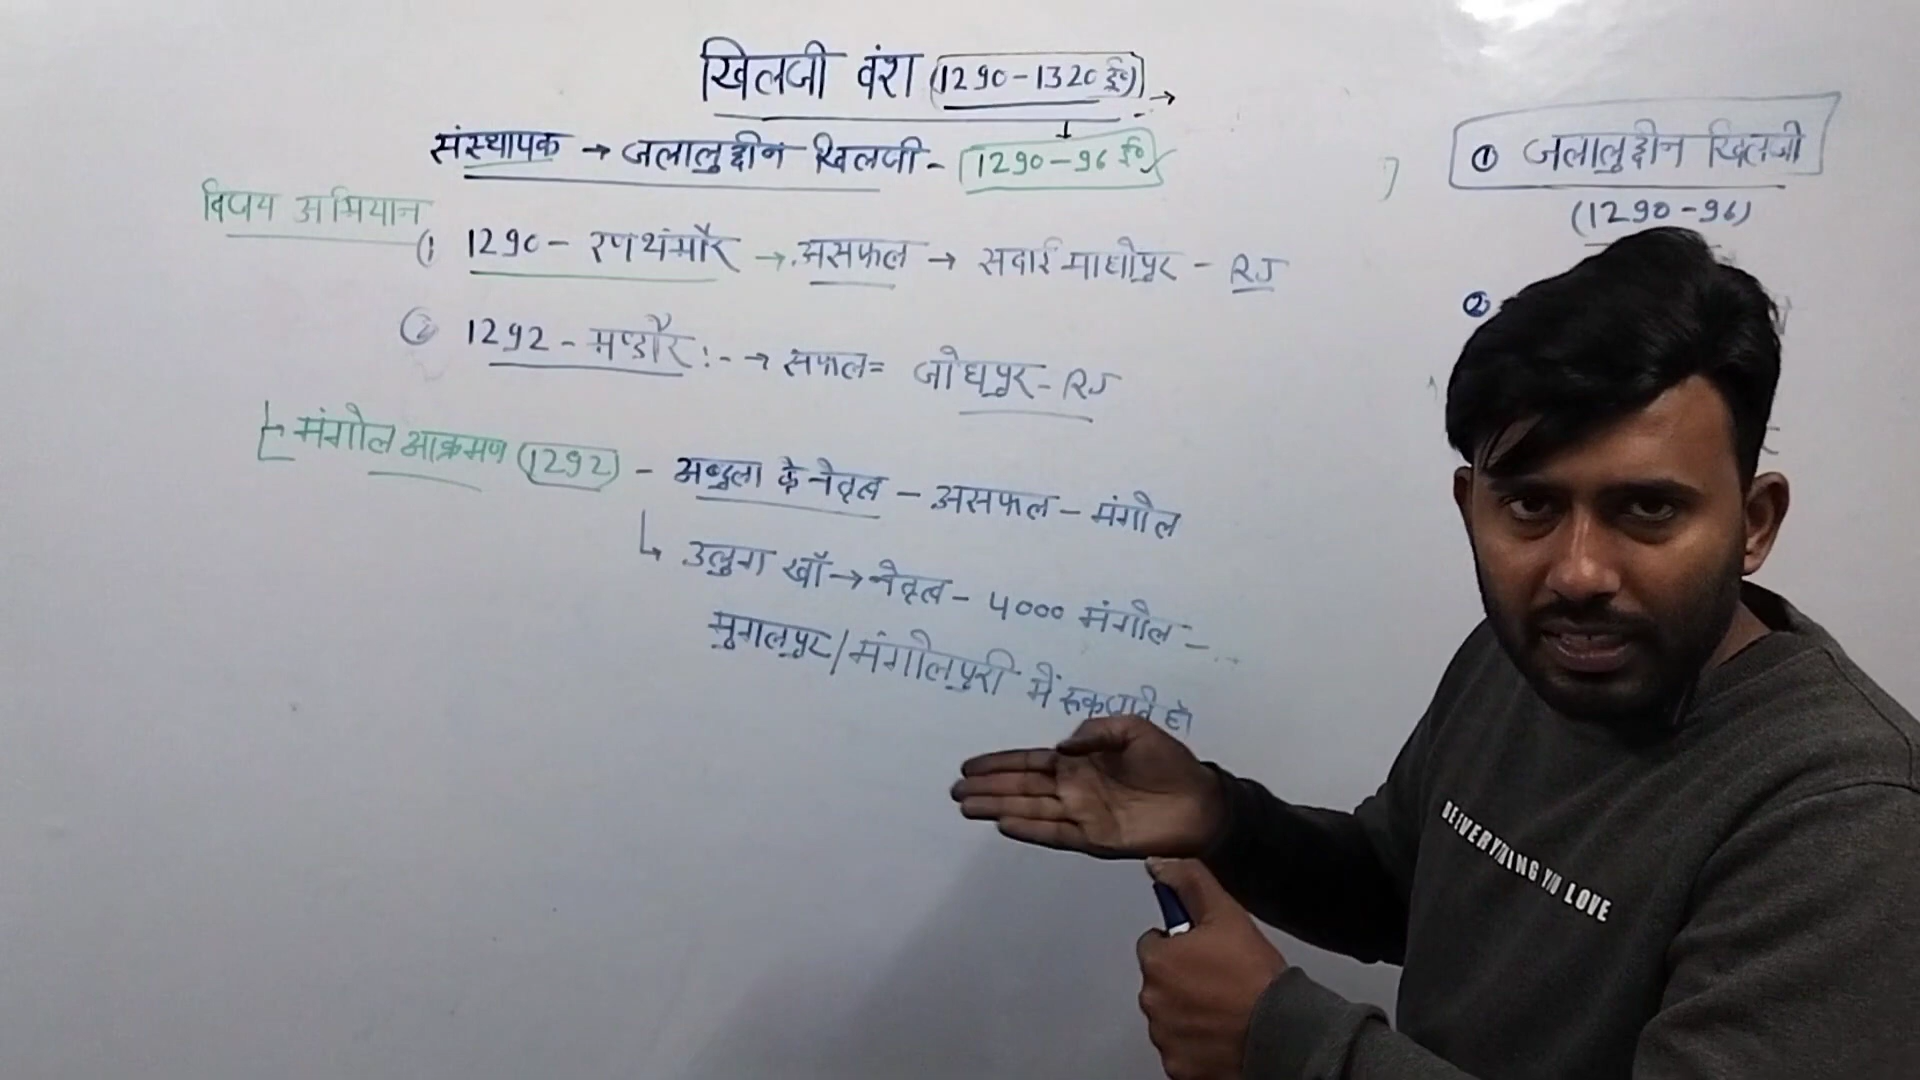 खिलजी वंश (1290-1320 ई०) →
संस्थापक → जलालुद्दीन खिलजी - 1290-96 ई०
विजय अभियान
(1) 1290 - रणथंभौर → असफल → सवाई माधोपुर - RJ
(2) 1292 - मण्डौर :- → सफल = जोधपुर - RJ
मंगोल आक्रमण (1292) - अब्दुला के नेतृत्व - असफल - मंगोल
↳ उलुग खाँ → नेतृत्व - 4000 मंगोल -..
मुगलपुर/मंगोलपुरी में रूक जाते है।
① जलालुद्दीन खिलजी
(1290-96)
②
BE EVERYTHING YOU LOVE